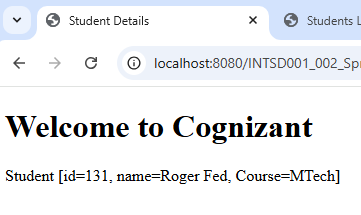 Student Details
Students L
localhost:8080/INTSD001_002_Spr
Welcome to Cognizant
Student [id=131, name=Roger Fed, Course=MTech]